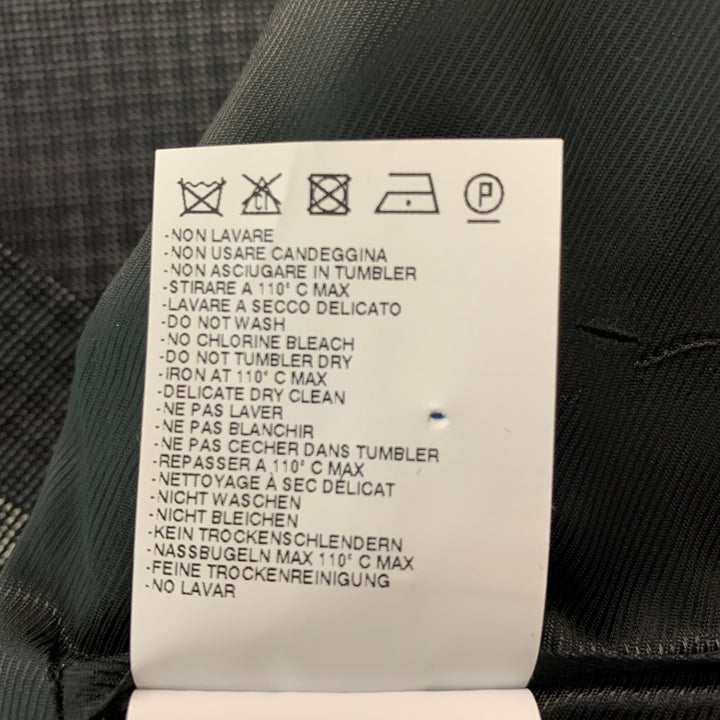 CL P
-NON LAVARE
-NON USARE CANDEGGINA
-NON ASCIUGARE IN TUMBLER
-STIRARE A 110° C MAX
-LAVARE A SECCO DELICATO
-DO NOT WASH
-NO CHLORINE BLEACH
-DO NOT TUMBLER DRY
-IRON AT 110° C MAX
-DELICATE DRY CLEAN
-NE PAS LAVER
-NE PAS BLANCHIR
-NE PAS CECHER DANS TUMBLER
-REPASSER A 110° C MAX
-NETTOYAGE À SEC DÉLICAT
-NICHT WASCHEN
-NICHT BLEICHEN
-KEIN TROCKENSCHLENDERN
-NASSBUGELN MAX 110° C MAX
-FEINE TROCKENREINIGUNG
-NO LAVAR